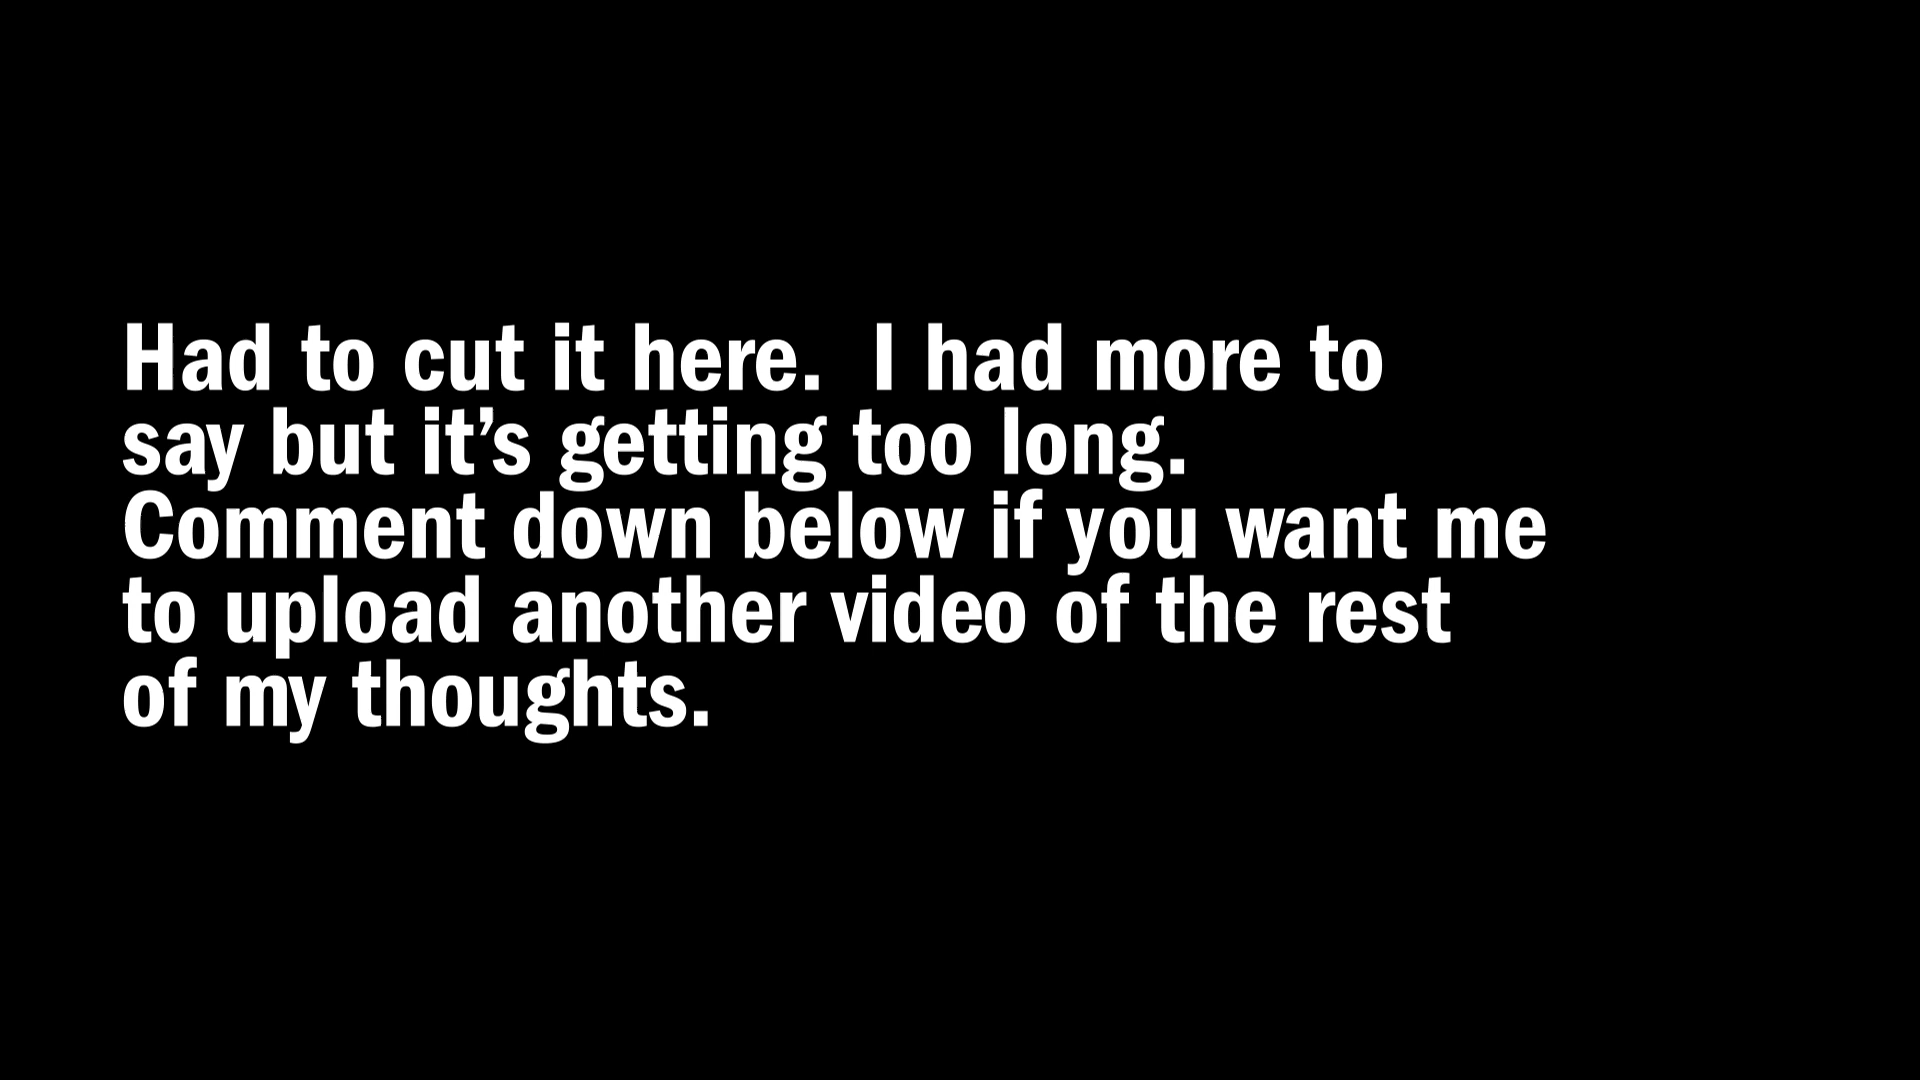 Had to cut it here.  I had more to
say but it’s getting too long.
Comment down below if you want me
to upload another video of the rest
of my thoughts.